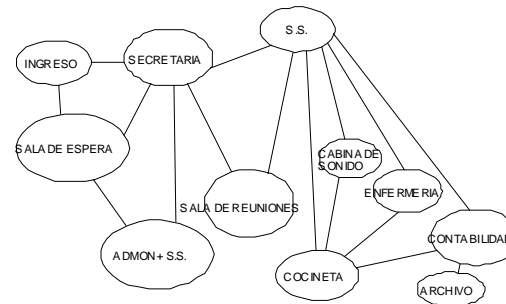 S.S.
SECRETARIA
INGRESO
SALA DE ESPERA
CABINA DE
SONIDO
ENFERMERIA
SALA DE REUNIONES
CONTABILIDAD
ADMON+ S.S.
COCINETA
ARCHIVO